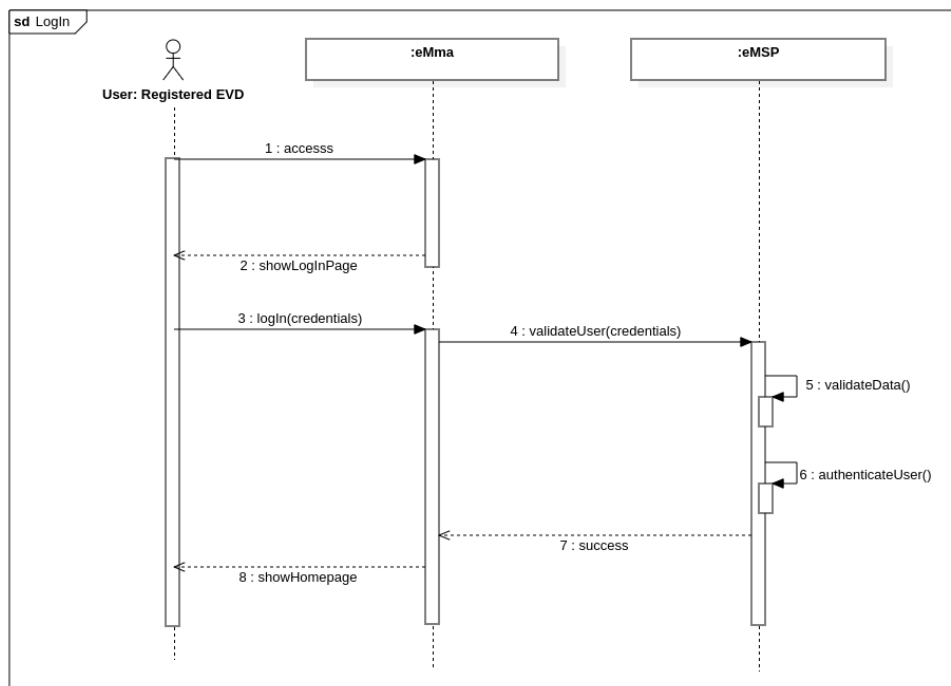 sd LogIn
:eMma
:eMSP
User: Registered EVD
1 : accesss
2 : showLogInPage
3 : logIn(credentials)
4 : validateUser(credentials)
5 : validateData()
6 : authenticateUser()
7 : success
8 : showHomepage